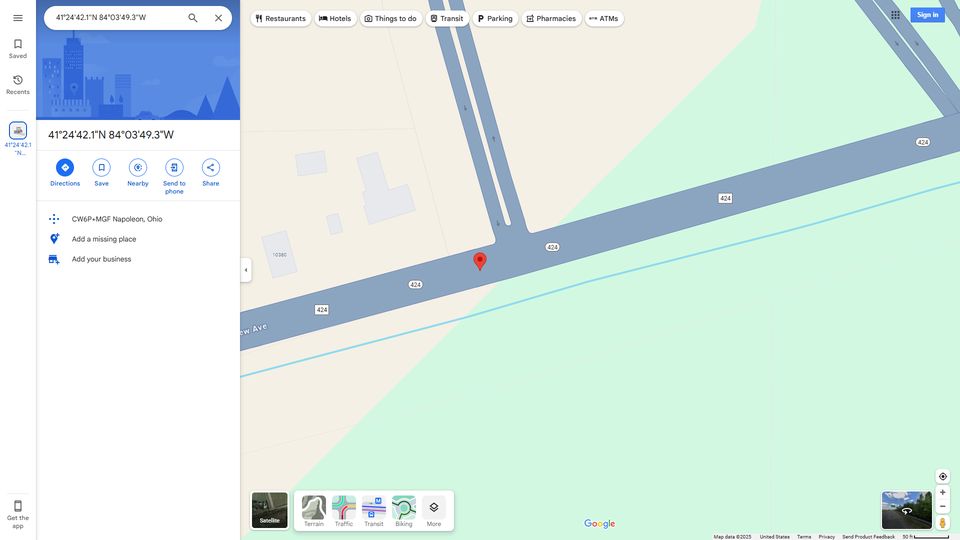 41°24'42.1"N 84°03'49.3"W
Restaurants
Hotels
Things to do
Transit
Parking
Pharmacies
ATMs
Sign in
Saved
Recents
41°24'42.1
"N...
41°24'42.1"N 84°03'49.3"W
Directions
Save
Nearby
Send to
phone
Share
CW6P+MGF Napoleon, Ohio
Add a missing place
Add your business
424
424
424
424
424
10380
ew Ave
Get the
app
Satellite
Terrain
Traffic
Transit
Biking
More
Google
Map data ©2025 United States Terms Privacy Send Product Feedback 50 ft